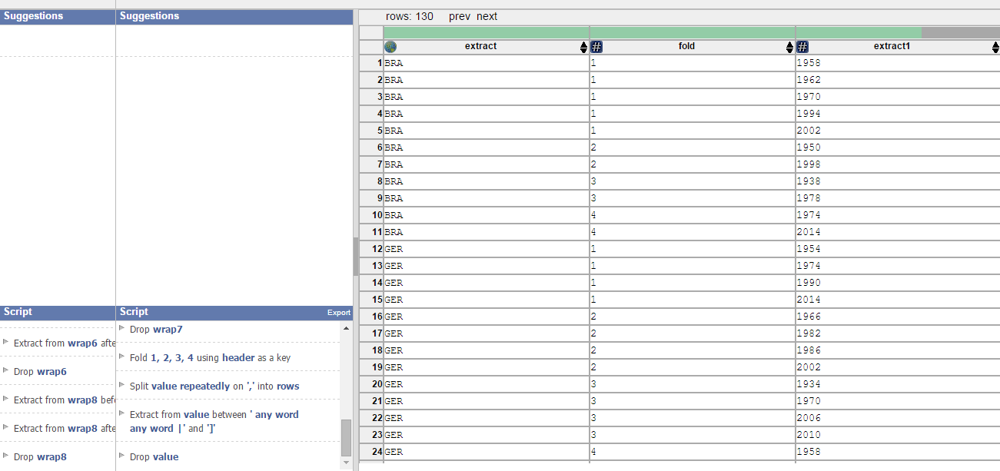 Suggestions
Suggestions
rows: 130 prev next
extract fold extract1
1 BRA 1 1958
2 BRA 1 1962
3 BRA 1 1970
4 BRA 1 1994
5 BRA 1 2002
6 BRA 2 1950
7 BRA 2 1998
8 BRA 3 1938
9 BRA 3 1978
10 BRA 4 1974
11 BRA 4 2014
12 GER 1 1954
13 GER 1 1974
14 GER 1 1990
15 GER 1 2014
16 GER 2 1966
17 GER 2 1982
18 GER 2 1986
19 GER 2 2002
20 GER 3 1934
21 GER 3 1970
22 GER 3 2006
23 GER 3 2010
24 GER 4 1958
Script
Extract from wrap6 afte
Drop wrap6
Extract from wrap8 befo
Extract from wrap8 afte
Drop wrap8
Script Export
Drop wrap7
Fold 1, 2, 3, 4 using header as a key
Split value repeatedly on ',' into rows
Extract from value between ' any word
any word |' and ']'
Drop value